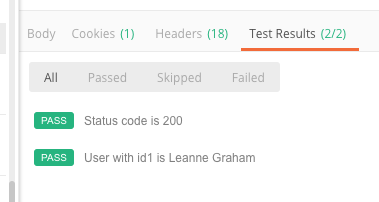 Body Cookies (1) Headers (18) Test Results (2/2)
All Passed Skipped Failed
PASS Status code is 200
PASS User with id1 is Leanne Graham